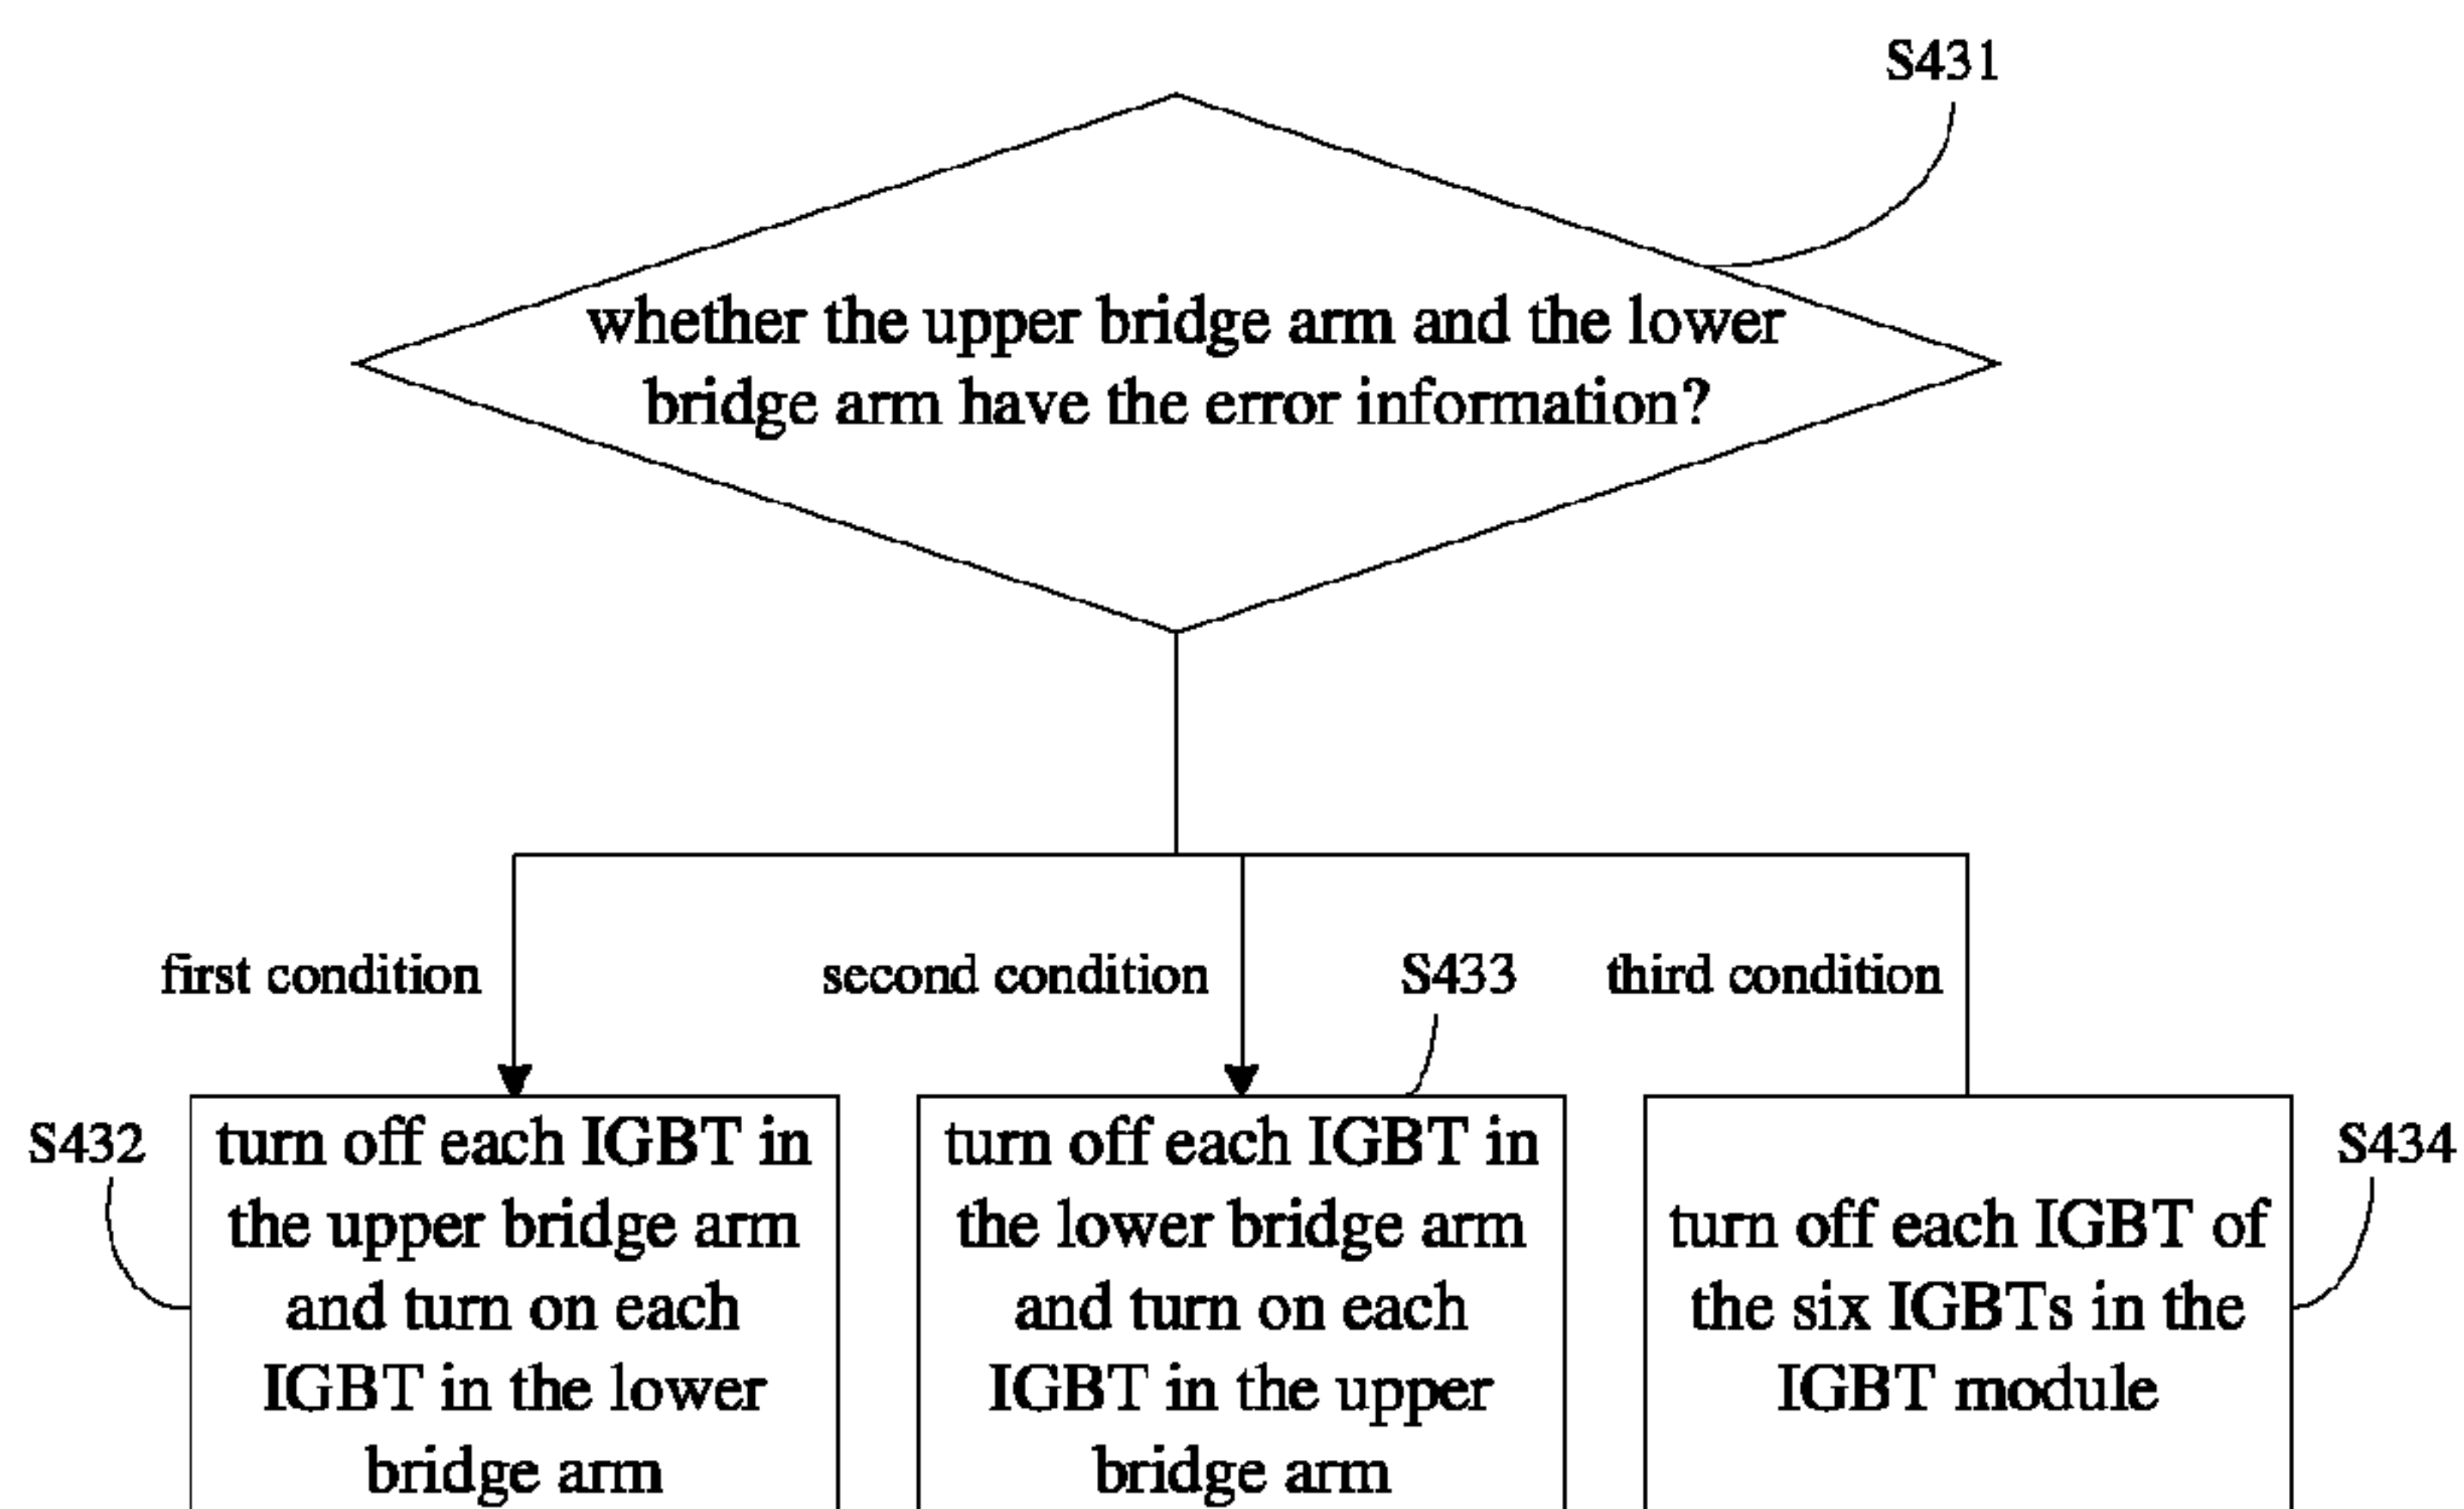 S431
whether the upper bridge arm and the lower
bridge arm have the error information?
first condition
second condition
S433
third condition
S432
turn off each IGBT in
the upper bridge arm
and turn on each
IGBT in the lower
bridge arm
turn off each IGBT in
the lower bridge arm
and turn on each
IGBT in the upper
bridge arm
turn off each IGBT of
the six IGBTs in the
IGBT module
S434